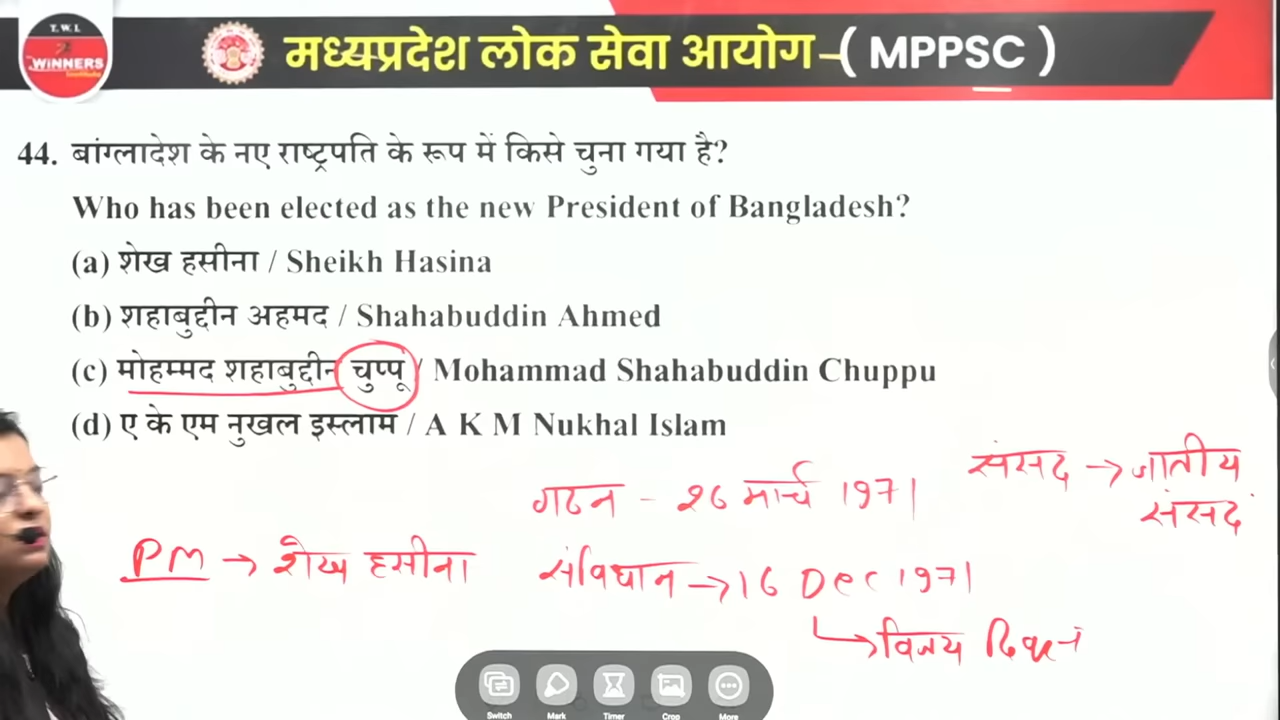 T.W.I.
WINNERS
Institute
मध्यप्रदेश लोक सेवा आयोग–( MPPSC )
44. बांग्लादेश के नए राष्ट्रपति के रूप में किसे चुना गया है?
Who has been elected as the new President of Bangladesh?
(a) शेख हसीना / Sheikh Hasina
(b) शहाबुद्दीन अहमद / Shahabuddin Ahmed
(c) मोहम्मद शहाबुद्दीन चुप्पू / Mohammad Shahabuddin Chuppu
(d) ए के एम नुखल इस्लाम / A K M Nukhal Islam
संसद → जातीय
संसद
गठन - 26 मार्च 1971
PM → शेख हसीना
संविधान → 16 Dec 1971
→ विजय दिवस
Switch
Mark
Timer
Crop
More